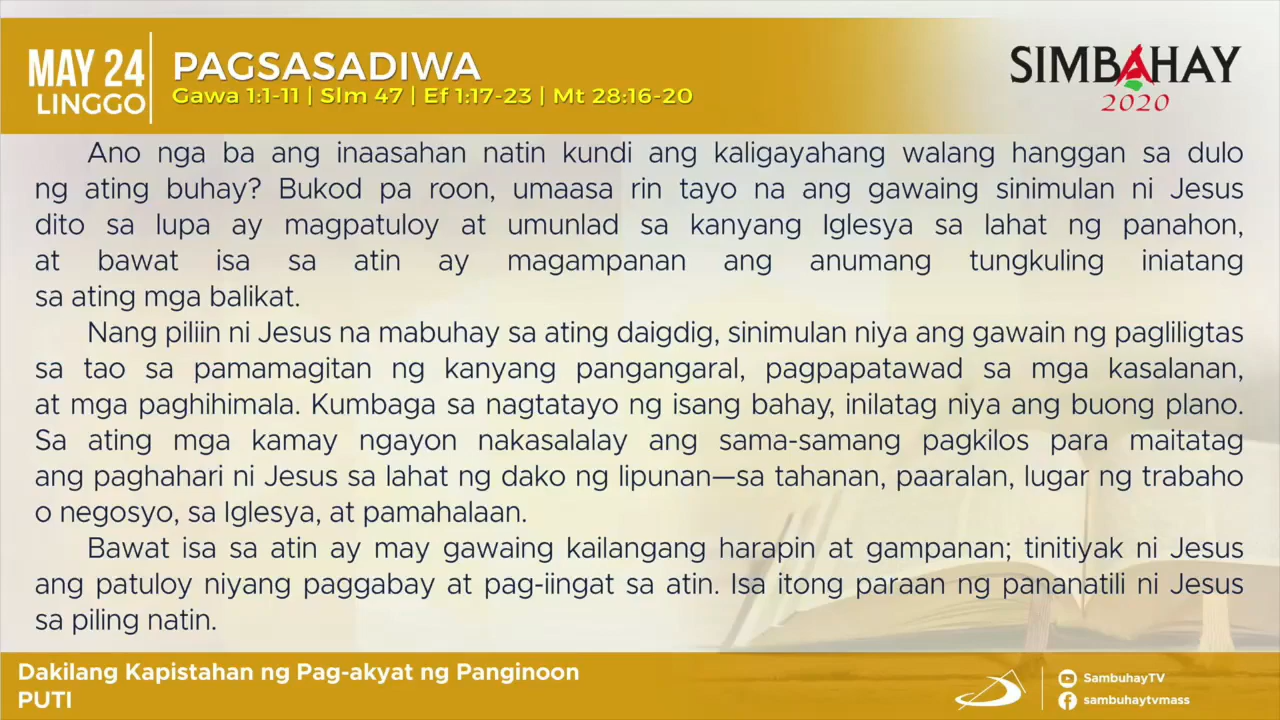 MAY 24
LINGGO
PAGSASADIWA
Gawa 1:1-11 | Slm 47 | Ef 1:17-23 | Mt 28:16-20
SIMBAHAY
2020
Ano nga ba ang inaasahan natin kundi ang kaligayahang walang hanggan sa dulo
ng ating buhay? Bukod pa roon, umaasa rin tayo na ang gawaing sinimulan ni Jesus
dito sa lupa ay magpatuloy at umunlad sa kanyang Iglesya sa lahat ng panahon,
at bawat isa sa atin ay magampanan ang anumang tungkuling iniatang
sa ating mga balikat.
Nang piliin ni Jesus na mabuhay sa ating daigdig, sinimulan niya ang gawain ng pagliligtas
sa tao sa pamamagitan ng kanyang pangangaral, pagpapatawad sa mga kasalanan,
at mga paghihimala. Kumbaga sa nagtatayo ng isang bahay, inilatag niya ang buong plano.
Sa ating mga kamay ngayon nakasalalay ang sama-samang pagkilos para maitatag
ang paghahari ni Jesus sa lahat ng dako ng lipunan—sa tahanan, paaralan, lugar ng trabaho
o negosyo, sa Iglesya, at pamahalaan.
Bawat isa sa atin ay may gawaing kailangang harapin at gampanan; tinitiyak ni Jesus
ang patuloy niyang paggabay at pag-iingat sa atin. Isa itong paraan ng pananatili ni Jesus
sa piling natin.
Dakilang Kapistahan ng Pag-akyat ng Panginoon
PUTI
SambuhayTV
sambuhaytvmass